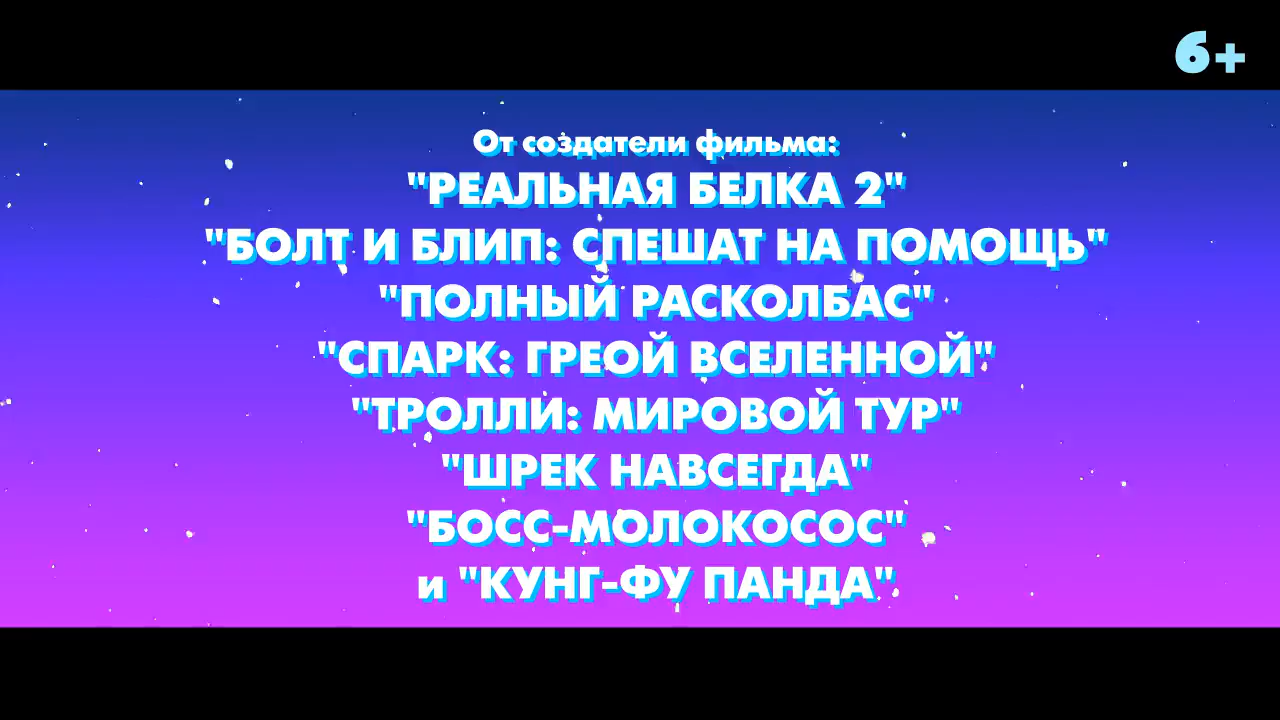 6+
От создатели фильма:
"РЕАЛЬНАЯ БЕЛКА 2"
"БОЛТ И БЛИП: СПЕШАТ НА ПОМОЩЬ"
"ПОЛНЫЙ РАСКОЛБАС"
"СПАРК: ГРЕОЙ ВСЕЛЕННОЙ"
"ТРОЛЛИ: МИРОВОЙ ТУР"
"ШРЕК НАВСЕГДА"
"БОСС-МОЛОКОСОС"
и "КУНГ-ФУ ПАНДА"